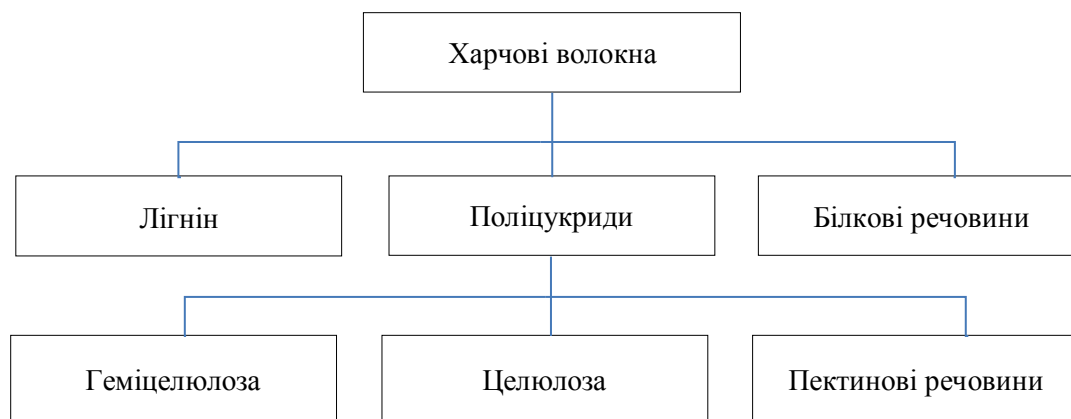 Харчові волокна
Лігнін
Поліцукриди
Білкові речовини
Геміцелюлоза
Целюлоза
Пектинові речовини